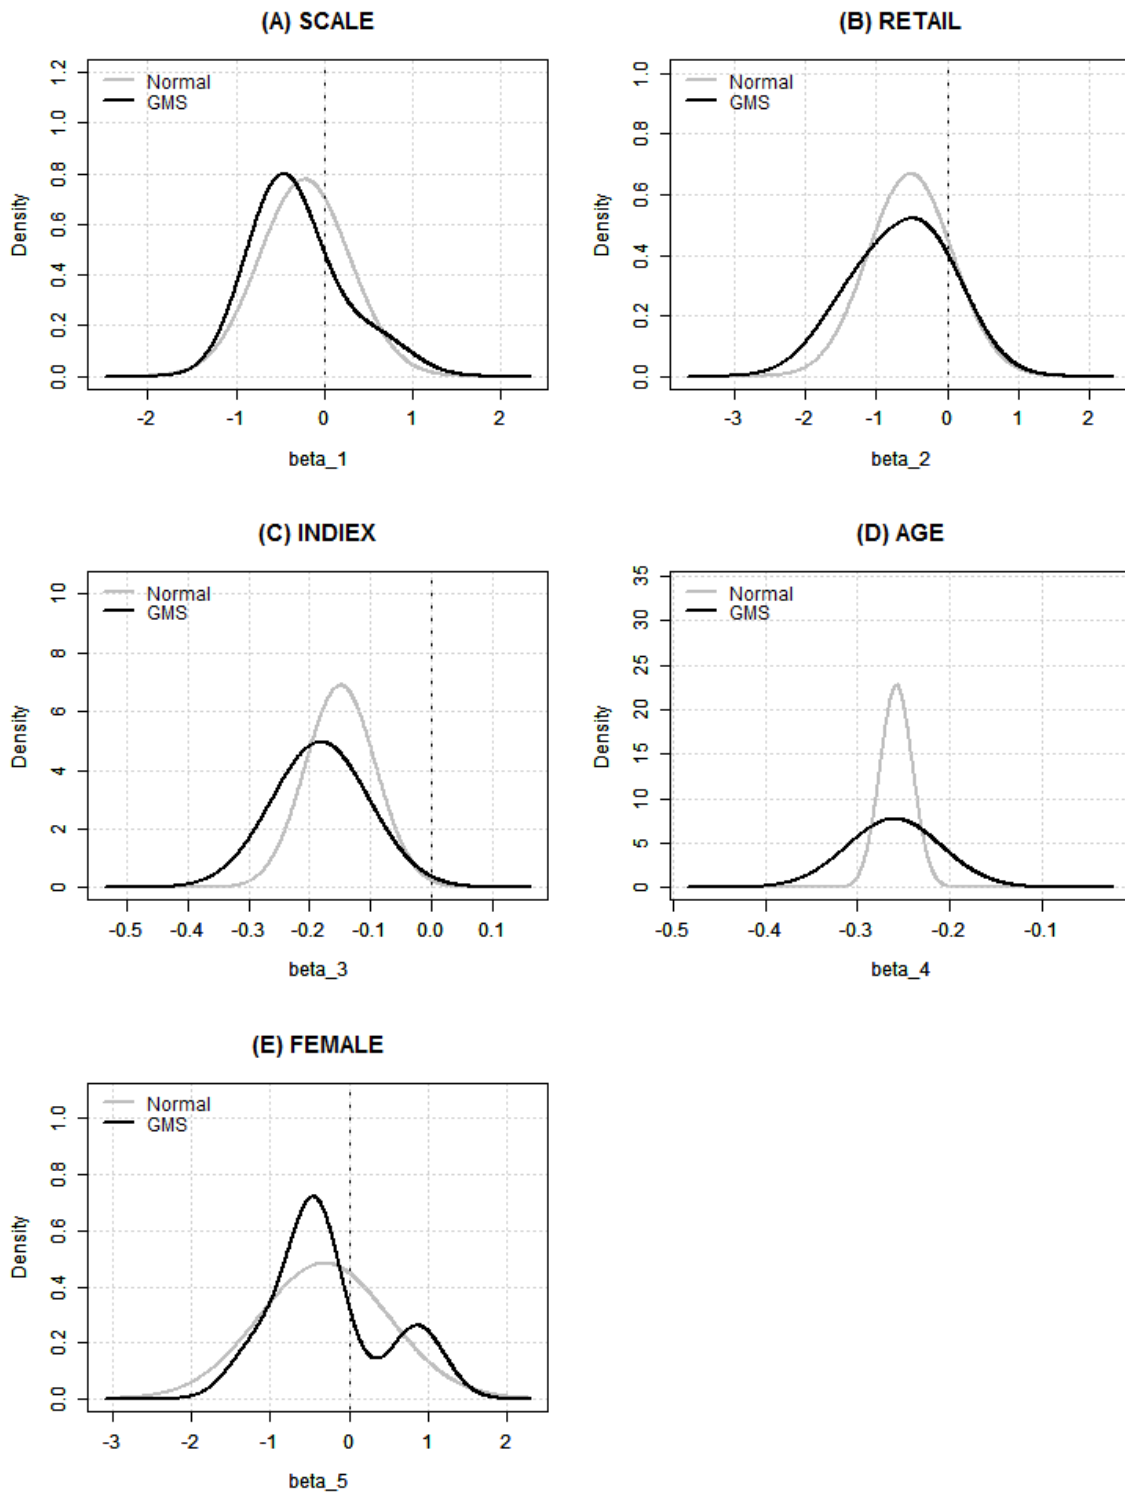 (A) SCALE
Normal
GMS
Density
0.0 0.2 0.4 0.6 0.8 1.0 1.2
-2 -1 0 1 2
beta_1
(B) RETAIL
Normal
GMS
Density
0.0 0.2 0.4 0.6 0.8 1.0
-3 -2 -1 0 1 2
beta_2
(C) INDIEX
Normal
GMS
Density
0 2 4 6 8 10
-0.5 -0.4 -0.3 -0.2 -0.1 0.0 0.1
beta_3
(D) AGE
Normal
GMS
Density
0 5 10 15 20 25 30 35
-0.5 -0.4 -0.3 -0.2 -0.1
beta_4
(E) FEMALE
Normal
GMS
Density
0.0 0.2 0.4 0.6 0.8 1.0
-3 -2 -1 0 1 2
beta_5